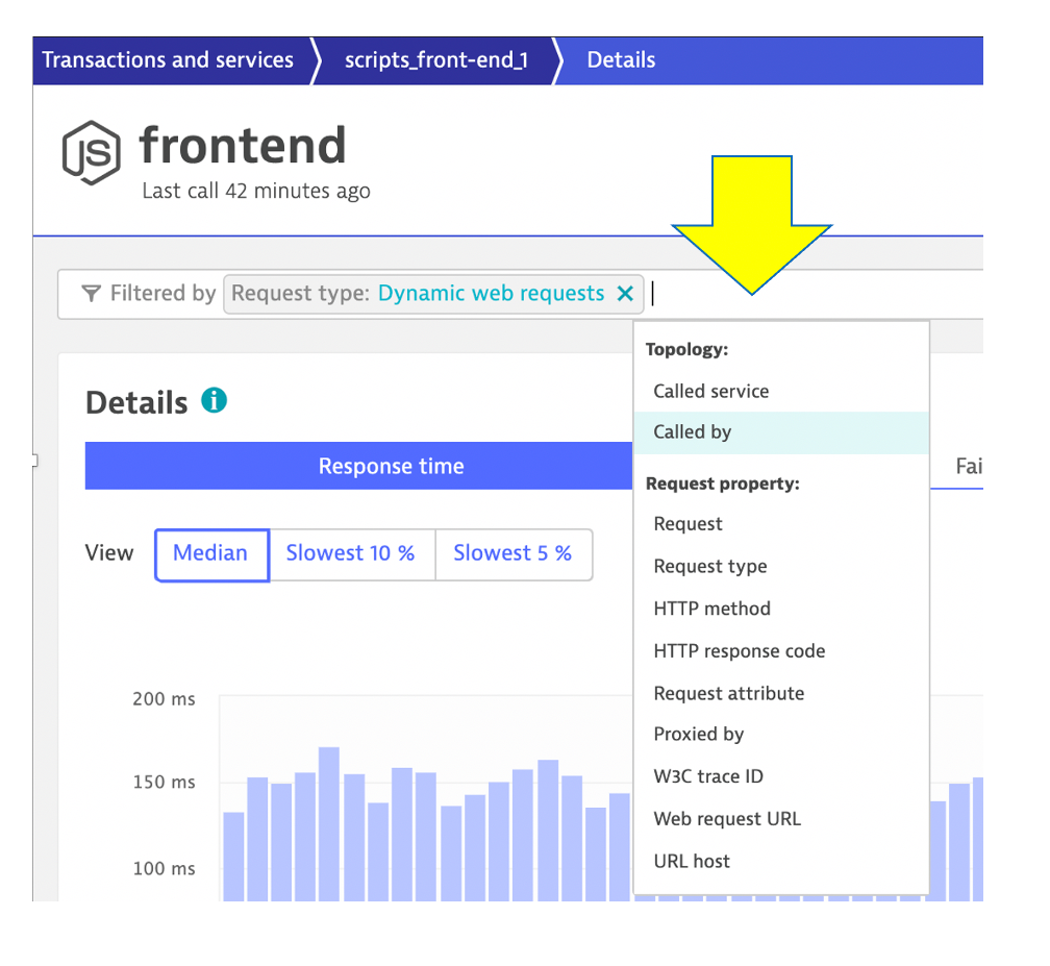 Transactions and services
scripts_front-end_1
Details
JS
frontend
Last call 42 minutes ago
Filtered by Request type: Dynamic web requests ✕
Topology:
Called service
Called by
Request property:
Request
Request type
HTTP method
HTTP response code
Request attribute
Proxied by
W3C trace ID
Web request URL
URL host
Details i
Response time
Fai
View Median Slowest 10 % Slowest 5 %
200 ms
150 ms
100 ms